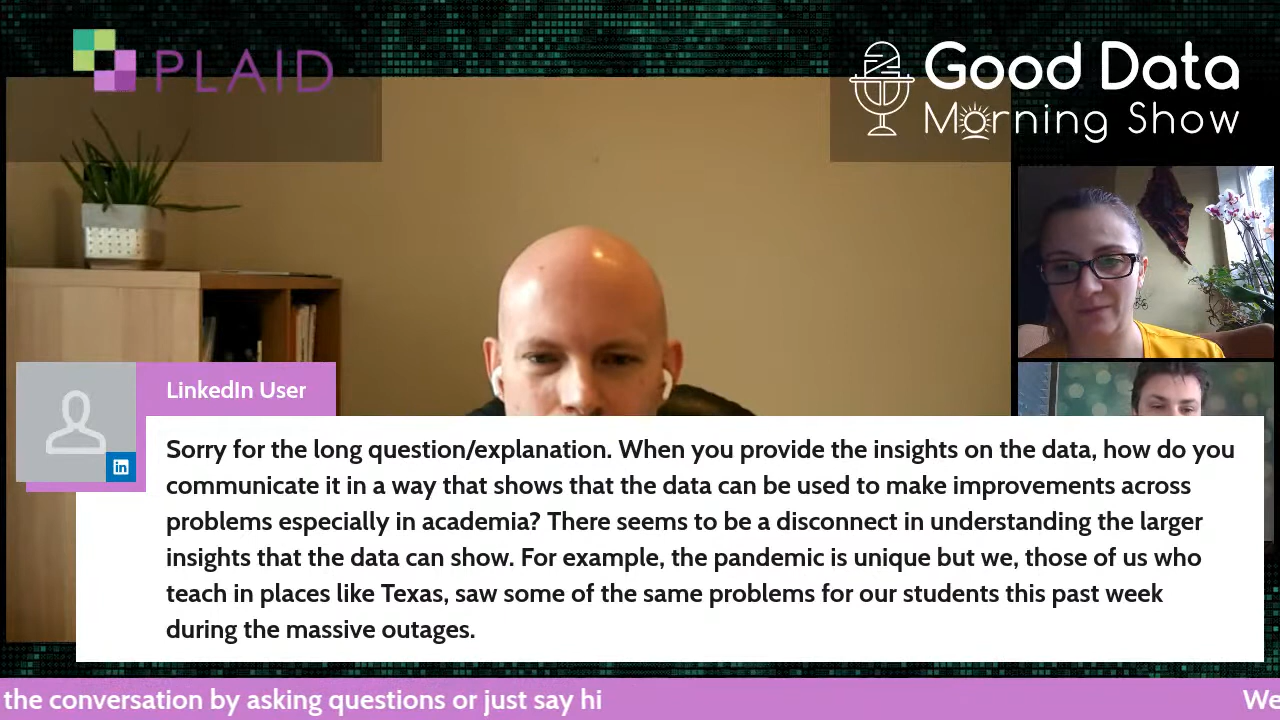 PLAID
Good Data
Morning Show
LinkedIn User
in
Sorry for the long question/explanation. When you provide the insights on the data, how do you
communicate it in a way that shows that the data can be used to make improvements across
problems especially in academia? There seems to be a disconnect in understanding the larger
insights that the data can show. For example, the pandemic is unique but we, those of us who
teach in places like Texas, saw some of the same problems for our students this past week
during the massive outages.
the conversation by asking questions or just say hi
We